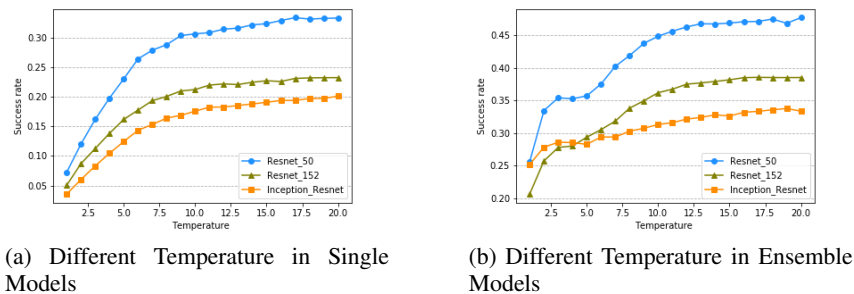 0.30
0.25
0.20
0.15
0.10
0.05
Success rate
Resnet_50
Resnet_152
Inception_Resnet
2.5 5.0 7.5 10.0 12.5 15.0 17.5 20.0
Temperature
(a) Different Temperature in Single
Models
0.45
0.40
0.35
0.30
0.25
0.20
Success rate
Resnet_50
Resnet_152
Inception_Resnet
2.5 5.0 7.5 10.0 12.5 15.0 17.5 20.0
Temperature
(b) Different Temperature in Ensemble
Models